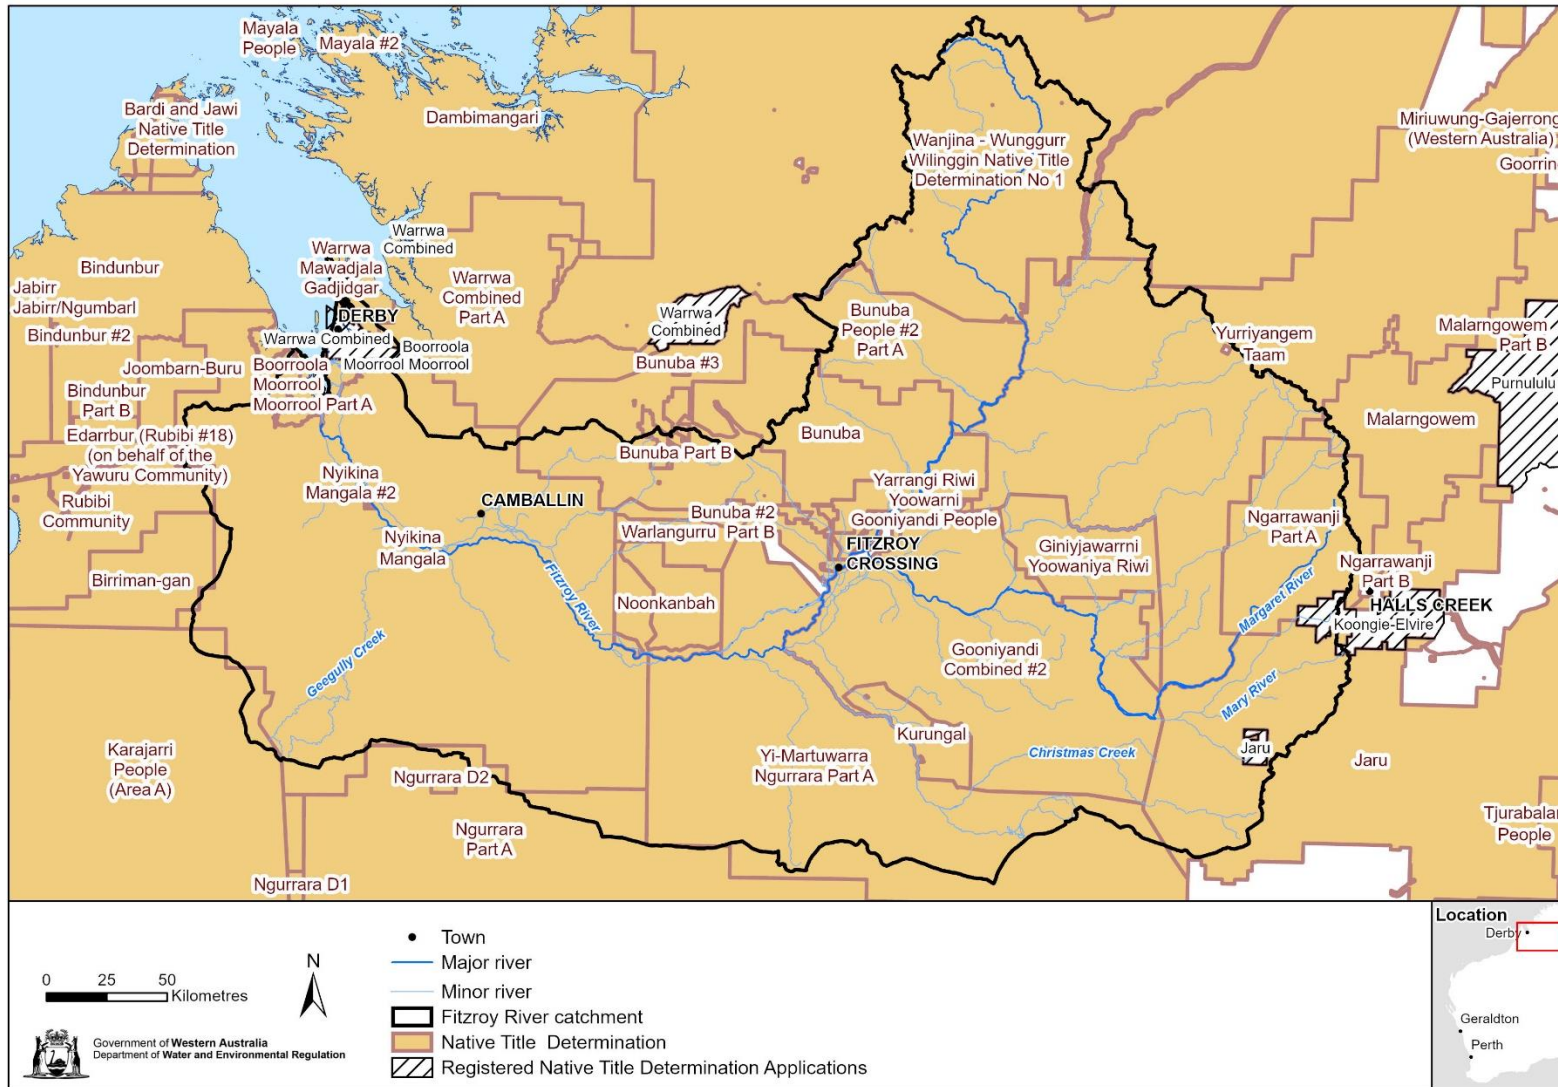 Mayala
People
Mayala #2
Bardi and Jawi
Native Title
Determination
Dambimangari
Wanjina - Wunggurr
Wilinggin Native Title
Determination No 1
Miriuwung-Gajerrong
(Western Australia)
Goorrin
Warrwa
Combined
Warrwa
Mawadjala
Gadjidgar
Bindunbur
Jabirr
Jabirr/Ngumbarl
Bindunbur #2
Warrwa
Combined
Part A
DERBY
Warrwa Combined
Boorroola
Moorrool Moorrool
Boorroola
Moorrool
Moorrool Part A
Joombarn-Buru
Bindunbur
Part B
Warrwa
Combined
Bunuba #3
Bunuba
People #2
Part A
Yurriyangem
Taam
Malarngowem
Part B
Purnululu
Malarngowem
Edarrbur (Rubibi #18)
(on behalf of the
Yawuru Community)
Rubibi
Community
Birriman-gan
Nyikina
Mangala #2
CAMBALLIN
Nyikina
Mangala
Bunuba Part B
Bunuba
Bunuba #2
Part B
Warlangurru
Yarrangi Riwi
Yoowarni
Gooniyandi People
FITZROY
CROSSING
Giniyjawarrni
Yoowaniya Riwi
Ngarrawanji
Part A
Ngarrawanji
Part B
HALLS CREEK
Koongie-Elvire
Noonkanbah
Fitzroy River
Geegully Creek
Margaret River
Mary River
Gooniyandi
Combined #2
Kurungal
Christmas Creek
Jaru
Jaru
Karajarri
People
(Area A)
Ngurrara D2
Yi-Martuwarra
Ngurrara Part A
Ngurrara
Part A
Ngurrara D1
Tjurabalan
People
0 25 50
Kilometres
N
Town
Major river
Minor river
Fitzroy River catchment
Native Title Determination
Registered Native Title Determination Applications
Government of Western Australia
Department of Water and Environmental Regulation
Location
Derby
Geraldton
Perth